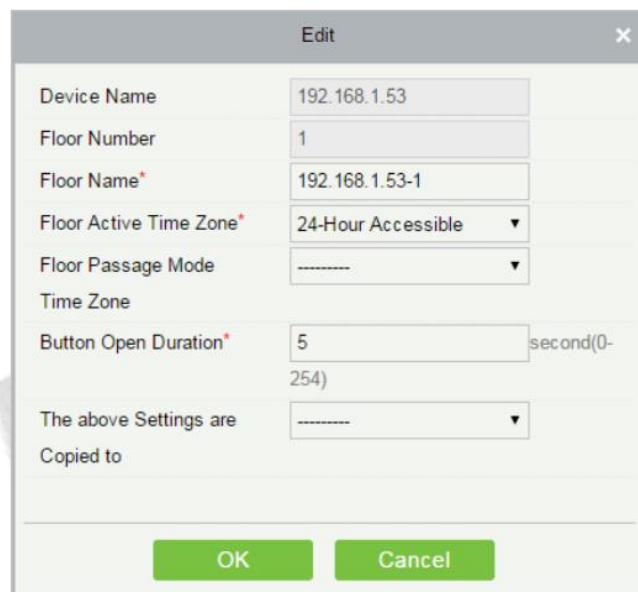 Edit ×
Device Name 192.168.1.53
Floor Number 1
Floor Name* 192.168.1.53-1
Floor Active Time Zone* 24-Hour Accessible ▼
Floor Passage Mode --------- ▼
Time Zone
Button Open Duration* 5 second(0-
254)
The above Settings are --------- ▼
Copied to
OK Cancel